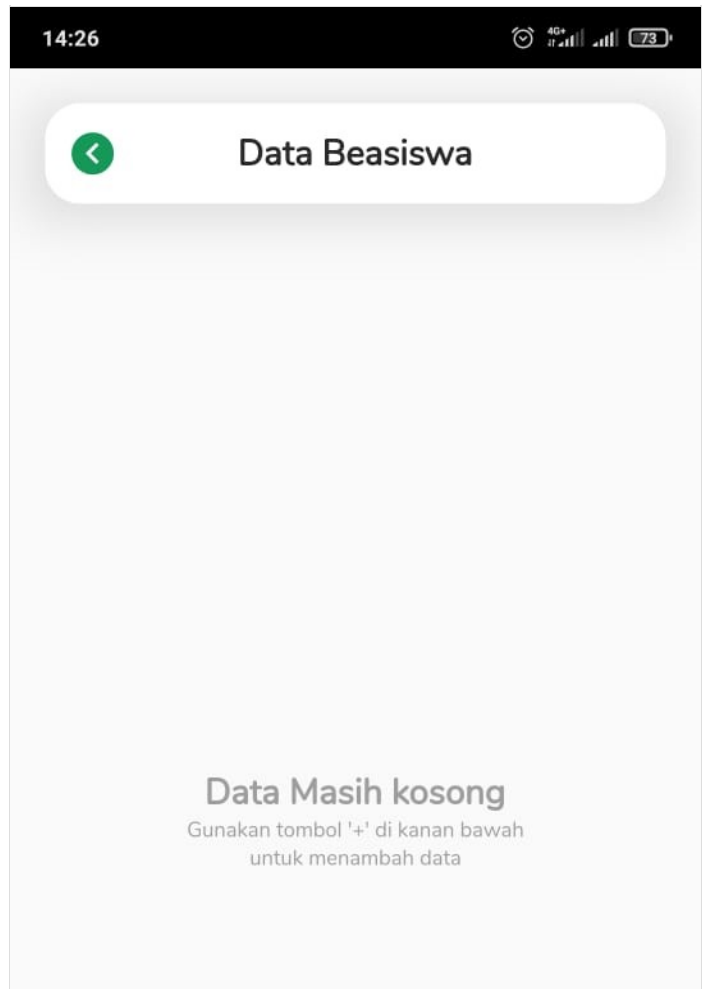 14:26
4G+
73
Data Beasiswa
Data Masih kosong
Gunakan tombol '+' di kanan bawah
untuk menambah data